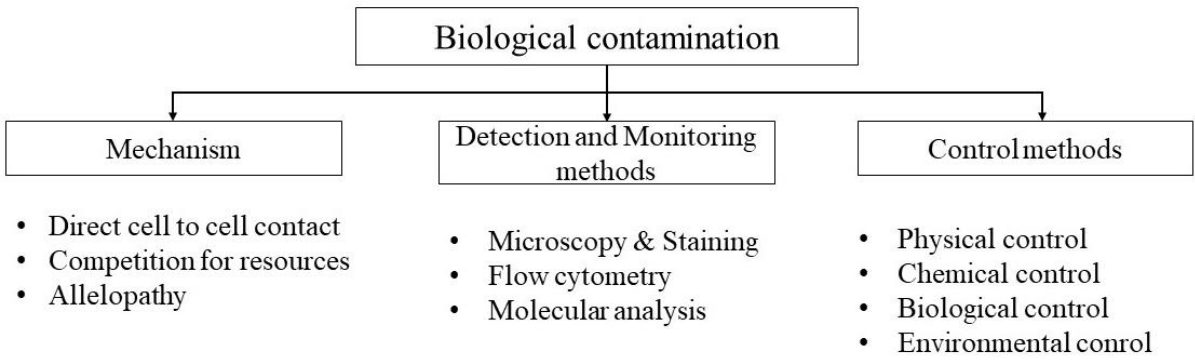 Biological contamination
Mechanism
• Direct cell to cell contact
• Competition for resources
• Allelopathy
Detection and Monitoring
methods
• Microscopy & Staining
• Flow cytometry
• Molecular analysis
Control methods
• Physical control
• Chemical control
• Biological control
• Environmental conrol